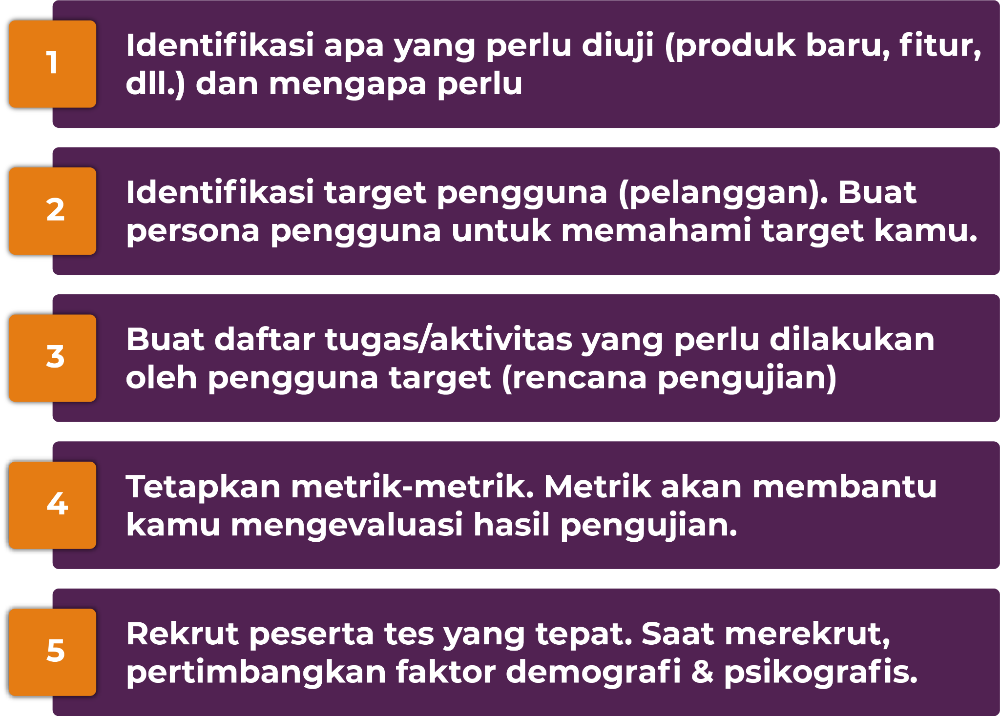 1
Identifikasi apa yang perlu diuji (produk baru, fitur,
dll.) dan mengapa perlu
2
Identifikasi target pengguna (pelanggan). Buat
persona pengguna untuk memahami target kamu.
3
Buat daftar tugas/aktivitas yang perlu dilakukan
oleh pengguna target (rencana pengujian)
4
Tetapkan metrik-metrik. Metrik akan membantu
kamu mengevaluasi hasil pengujian.
5
Rekrut peserta tes yang tepat. Saat merekrut,
pertimbangkan faktor demografi & psikografis.